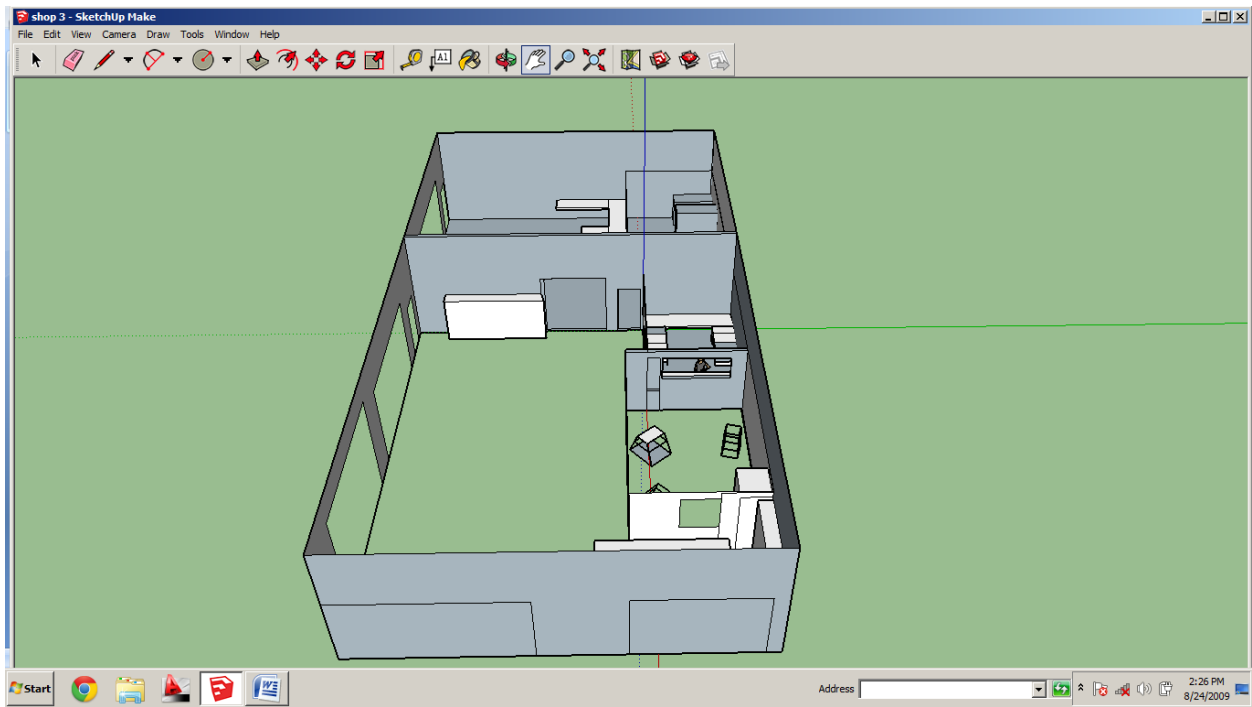 shop 3 - SketchUp Make
File Edit View Camera Draw Tools Window Help
A1
Start
Address
2:26 PM
8/24/2009